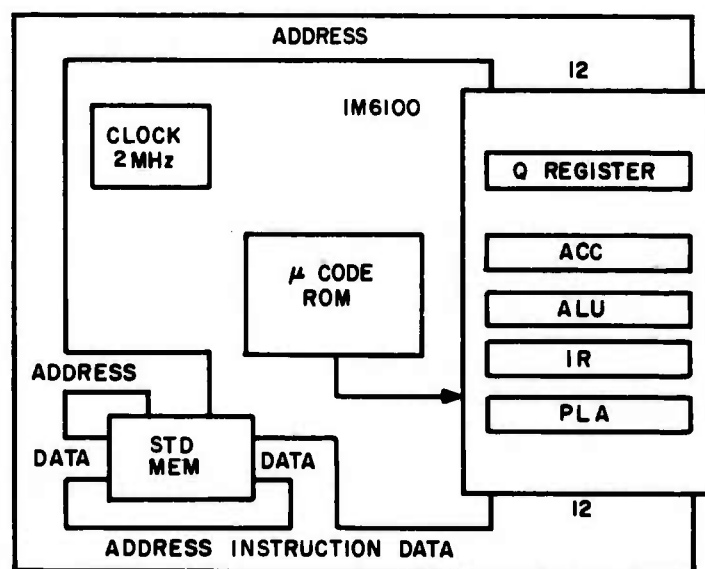 ADDRESS
12
IM6100
CLOCK
2MHz
Q REGISTER
μ CODE
ROM
ACC
ALU
IR
PLA
ADDRESS
STD
MEM
DATA
DATA
12
ADDRESS INSTRUCTION DATA